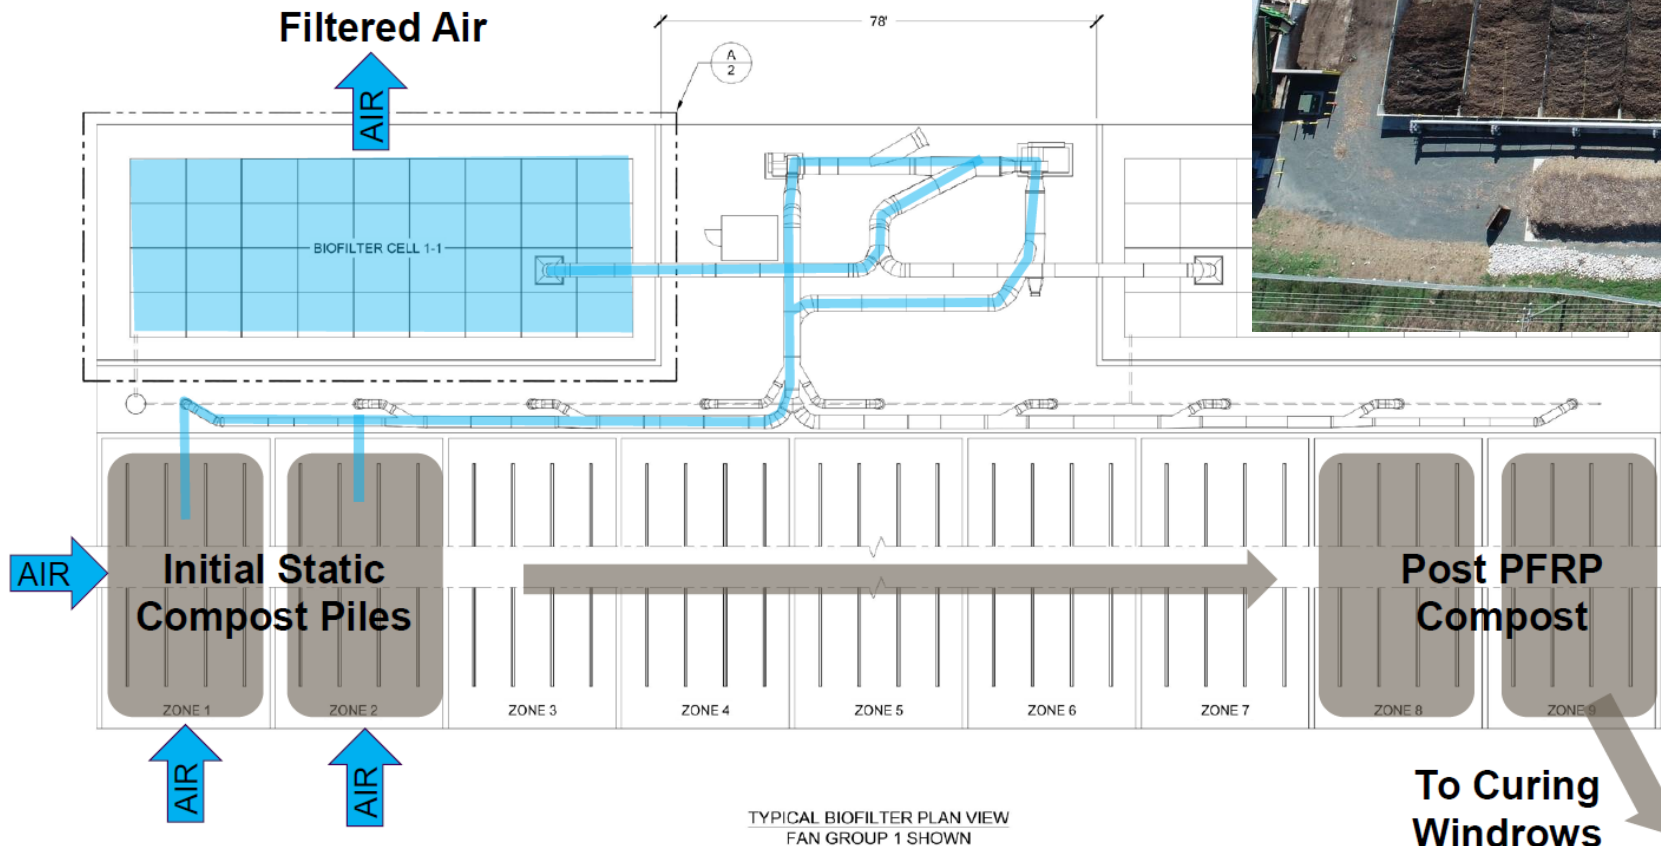 Filtered Air
78'
A
2
AIR
BIOFILTER CELL 1-1
AIR
Initial Static
Compost Piles
Post PFRP
Compost
ZONE 1
ZONE 2
ZONE 3
ZONE 4
ZONE 5
ZONE 6
ZONE 7
ZONE 8
ZONE 9
AIR
AIR
To Curing
Windrows
TYPICAL BIOFILTER PLAN VIEW
FAN GROUP 1 SHOWN